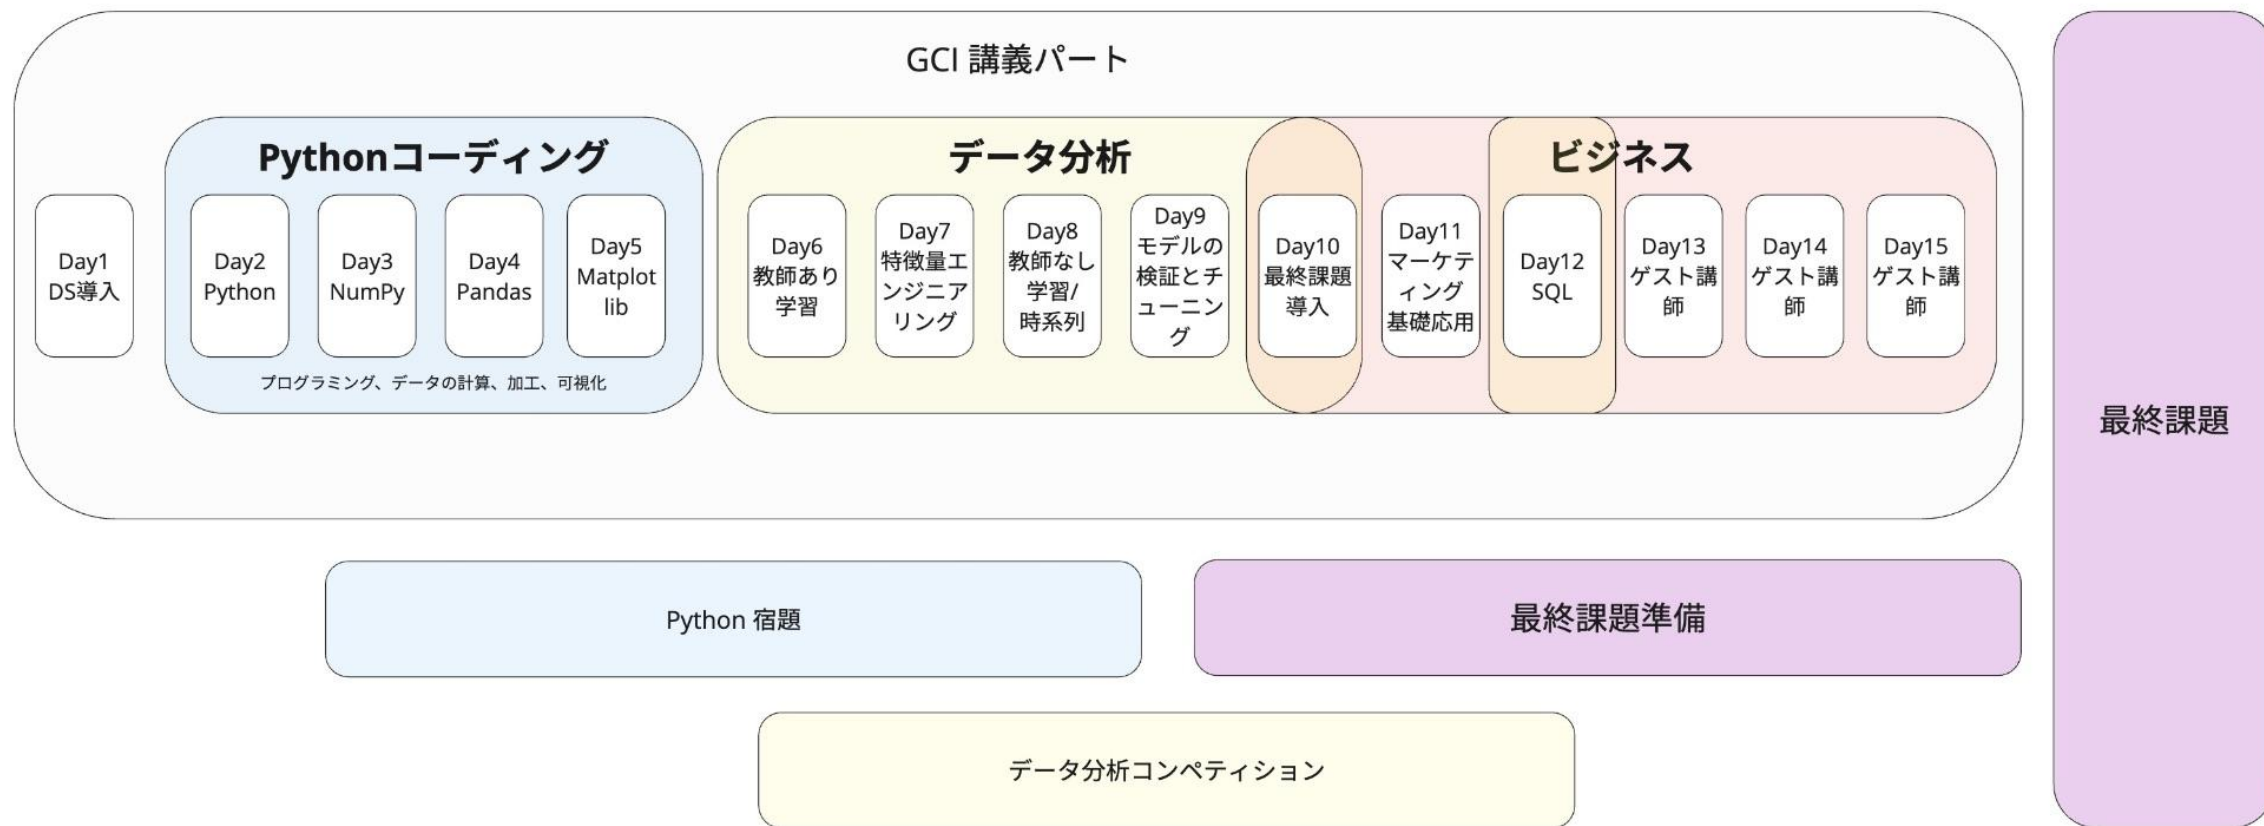 GCI 講義パート
Pythonコーディング
データ分析
ビジネス
Day1
DS導入
Day2
Python
Day3
NumPy
Day4
Pandas
Day5
Matplot
lib
Day6
教師あり
学習
Day7
特徴量エ
ンジニア
リング
Day8
教師なし
学習/
時系列
Day9
モデルの
検証とチ
ューニン
グ
Day10
最終課題
導入
Day11
マーケテ
ィング
基礎応用
Day12
SQL
Day13
ゲスト講
師
Day14
ゲスト講
師
Day15
ゲスト講
師
プログラミング、データの計算、加工、可視化
最終課題
Python 宿題
最終課題準備
データ分析コンペティション